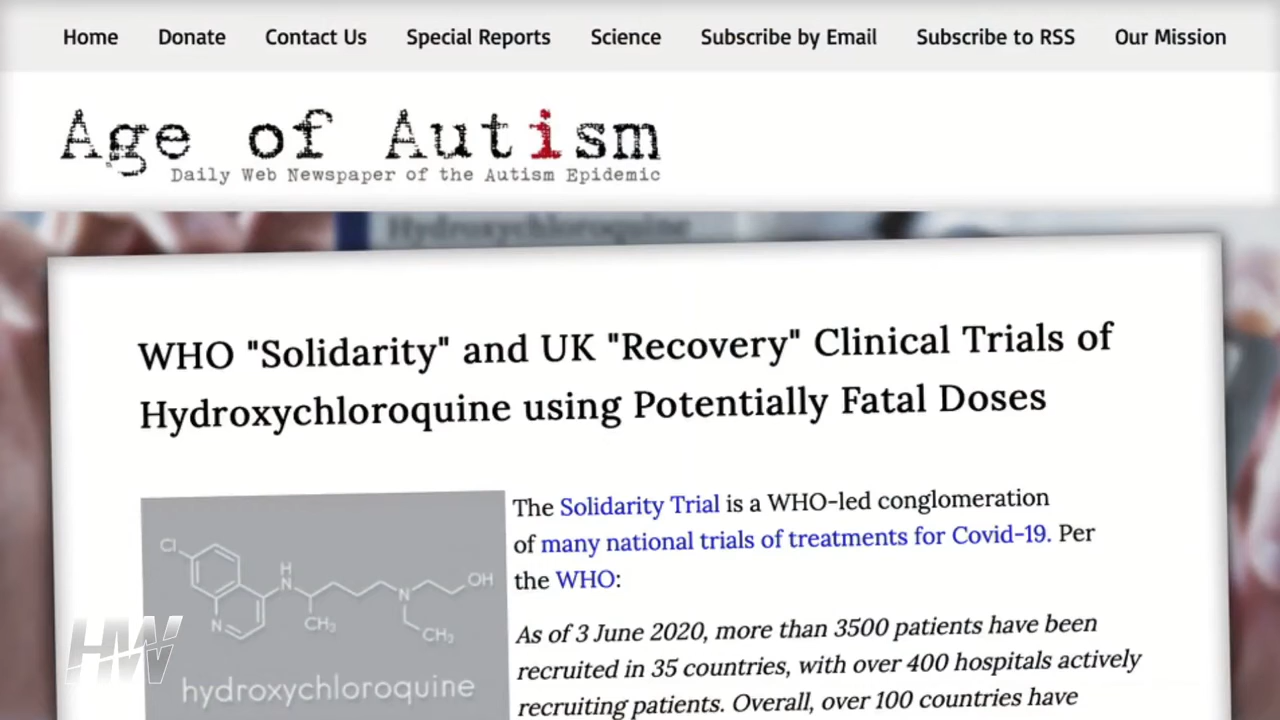 Home Donate Contact Us Special Reports Science Subscribe by Email Subscribe to RSS Our Mission
Age of Autism
Daily Web Newspaper of the Autism Epidemic
Hydroxychloroquine
WHO "Solidarity" and UK "Recovery" Clinical Trials of
Hydroxychloroquine using Potentially Fatal Doses
The Solidarity Trial is a WHO-led conglomeration
of many national trials of treatments for Covid-19. Per
the WHO:
As of 3 June 2020, more than 3500 patients have been
recruited in 35 countries, with over 400 hospitals actively
recruiting patients. Overall, over 100 countries have
Cl
H
N
N
OH
N
CH₃
CH₃
hydroxychloroquine
HW